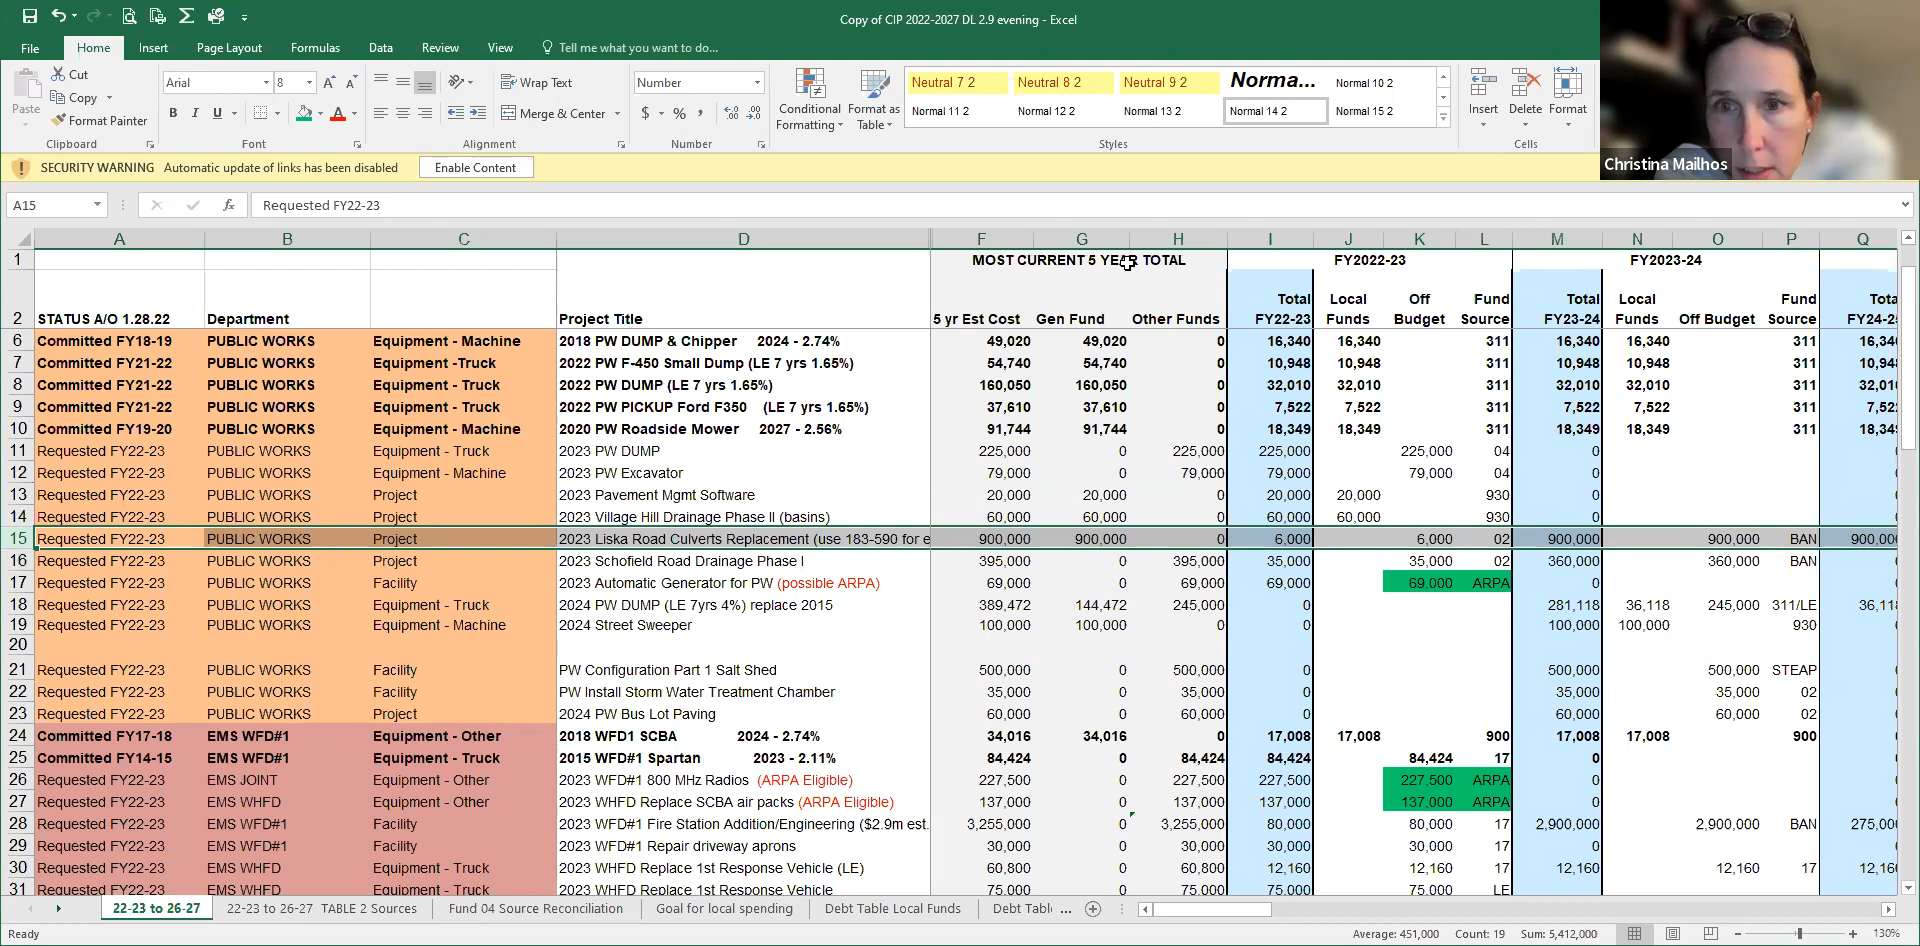 Copy of CIP 2022-2027 DL 2.9 evening - Excel
File Home Insert Page Layout Formulas Data Review View Tell me what you want to do...
Paste Cut Copy Format Painter Clipboard
Arial 8 B I U A A Font
Wrap Text Merge & Center Alignment
Number $ % , Number
Conditional Formatting Format as Table
Neutral 7 2 Neutral 8 2 Neutral 9 2 Norma... Normal 10 2
Normal 11 2 Normal 12 2 Normal 13 2 Normal 14 2 Normal 15 2
Styles
Insert Delete Format
Cells
Christina Mailhos
SECURITY WARNING Automatic update of links has been disabled Enable Content
A15 fx Requested FY22-23
A B C D F G H I J K L M N O P Q
1 MOST CURRENT 5 YEAR TOTAL FY2022-23 FY2023-24
2 STATUS A/O 1.28.22 Department Project Title 5 yr Est Cost Gen Fund Other Funds Total FY22-23 Local Funds Off Budget Fund Source Total FY23-24 Local Funds Off Budget Fund Source Tota FY24-2
6 Committed FY18-19 PUBLIC WORKS Equipment - Machine 2018 PW DUMP & Chipper 2024 - 2.74% 49,020 49,020 0 16,340 16,340 311 16,340 16,340 311 16,34
7 Committed FY21-22 PUBLIC WORKS Equipment -Truck 2022 PW F-450 Small Dump (LE 7 yrs 1.65%) 54,740 54,740 0 10,948 10,948 311 10,948 10,948 311 10,94
8 Committed FY21-22 PUBLIC WORKS Equipment - Truck 2022 PW DUMP (LE 7 yrs 1.65%) 160,050 160,050 0 32,010 32,010 311 32,010 32,010 311 32,01
9 Committed FY21-22 PUBLIC WORKS Equipment - Truck 2022 PW PICKUP Ford F350 (LE 7 yrs 1.65%) 37,610 37,610 0 7,522 7,522 311 7,522 7,522 311 7,52
10 Committed FY19-20 PUBLIC WORKS Equipment - Machine 2020 PW Roadside Mower 2027 - 2.56% 91,744 91,744 0 18,349 18,349 311 18,349 18,349 311 18,34
11 Requested FY22-23 PUBLIC WORKS Equipment - Truck 2023 PW DUMP 225,000 0 225,000 225,000 225,000 04 0
12 Requested FY22-23 PUBLIC WORKS Equipment - Machine 2023 PW Excavator 79,000 0 79,000 79,000 79,000 04 0
13 Requested FY22-23 PUBLIC WORKS Project 2023 Pavement Mgmt Software 20,000 20,000 0 20,000 20,000 930 0
14 Requested FY22-23 PUBLIC WORKS Project 2023 Village Hill Drainage Phase II (basins) 60,000 60,000 0 60,000 60,000 930 0
15 Requested FY22-23 PUBLIC WORKS Project 2023 Liska Road Culverts Replacement (use 183-590 for e 900,000 900,000 0 6,000 6,000 02 900,000 900,000 BAN 900,00
16 Requested FY22-23 PUBLIC WORKS Project 2023 Schofield Road Drainage Phase I 395,000 0 395,000 35,000 35,000 02 360,000 360,000 BAN
17 Requested FY22-23 PUBLIC WORKS Facility 2023 Automatic Generator for PW (possible ARPA) 69,000 0 69,000 69,000 69,000 ARPA 0
18 Requested FY22-23 PUBLIC WORKS Equipment - Truck 2024 PW DUMP (LE 7yrs 4%) replace 2015 389,472 144,472 245,000 0 281,118 36,118 245,000 311/LE 36,11
19 Requested FY22-23 PUBLIC WORKS Equipment - Machine 2024 Street Sweeper 100,000 100,000 0 0 100,000 100,000 930
20
21 Requested FY22-23 PUBLIC WORKS Facility PW Configuration Part 1 Salt Shed 500,000 0 500,000 0 500,000 500,000 STEAP
22 Requested FY22-23 PUBLIC WORKS Facility PW Install Storm Water Treatment Chamber 35,000 0 35,000 0 35,000 35,000 02
23 Requested FY22-23 PUBLIC WORKS Project 2024 PW Bus Lot Paving 60,000 0 60,000 0 60,000 60,000 02
24 Committed FY17-18 EMS WFD#1 Equipment - Other 2018 WFD1 SCBA 2024 - 2.74% 34,016 34,016 0 17,008 17,008 900 17,008 17,008 900
25 Committed FY14-15 EMS WFD#1 Equipment - Truck 2015 WFD#1 Spartan 2023 - 2.11% 84,424 0 84,424 84,424 84,424 17 0
26 Requested FY22-23 EMS JOINT Equipment - Other 2023 WFD#1 800 MHz Radios (ARPA Eligible) 227,500 0 227,500 227,500 227,500 ARPA 0
27 Requested FY22-23 EMS WHFD Equipment - Other 2023 WHFD Replace SCBA air packs (ARPA Eligible) 137,000 0 137,000 137,000 137,000 ARPA 0
28 Requested FY22-23 EMS WFD#1 Facility 2023 WFD#1 Fire Station Addition/Engineering ($2.9m est. 3,255,000 0 3,255,000 80,000 80,000 17 2,900,000 2,900,000 BAN 275,00
29 Requested FY22-23 EMS WFD#1 Facility 2023 WFD#1 Repair driveway aprons 30,000 0 30,000 30,000 30,000 17 0
30 Requested FY22-23 EMS WHFD Equipment - Truck 2023 WHFD Replace 1st Response Vehicle (LE) 60,800 0 60,800 12,160 12,160 17 12,160 12,160 17 12,16
31 Requested FY22-23 EMS WHFD Equipment - Truck 2023 WHFD Replace 1st Response Vehicle 75,000 0 75,000 75,000 75,000 LE 0
22-23 to 26-27 22-23 to 26-27 TABLE 2 Sources Fund 04 Source Reconciliation Goal for local spending Debt Table Local Funds Debt Tabl ...
Ready Average: 451,000 Count: 19 Sum: 5,412,000 130%